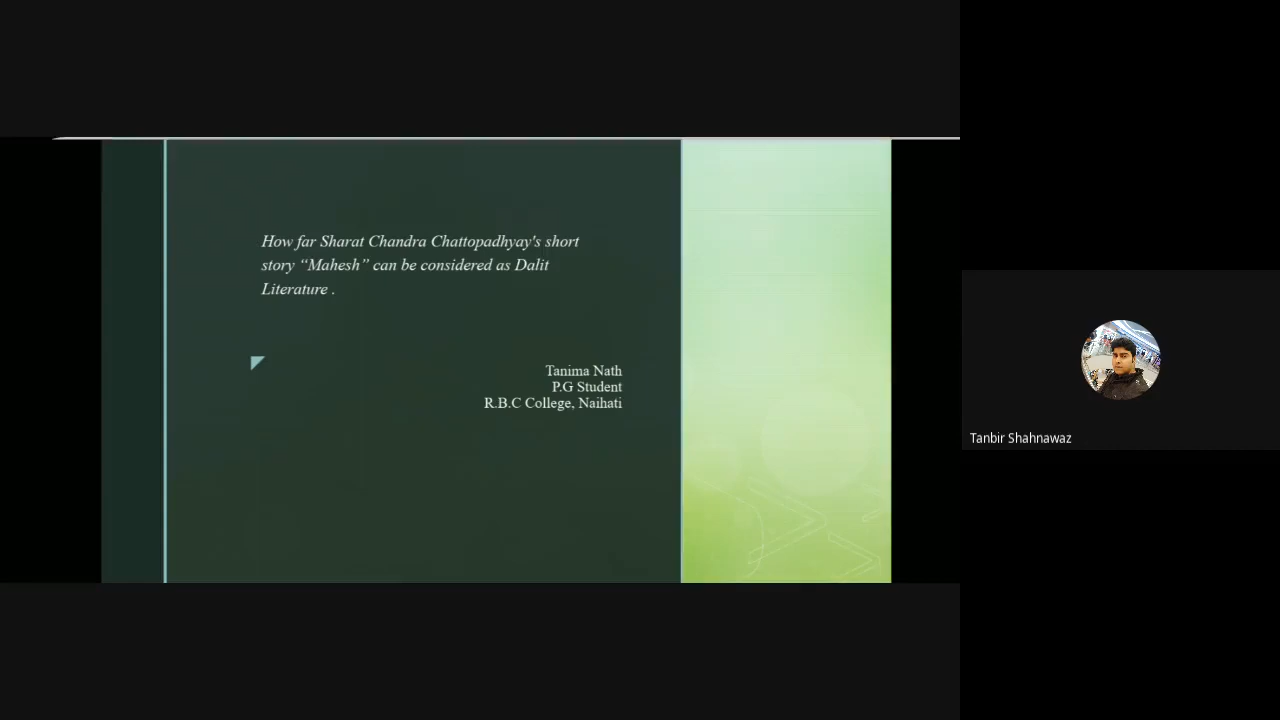 How far Sharat Chandra Chattopadhyay's short
story “Mahesh” can be considered as Dalit
Literature .
Tanima Nath
P.G Student
R.B.C College, Naihati
Tanbir Shahnawaz